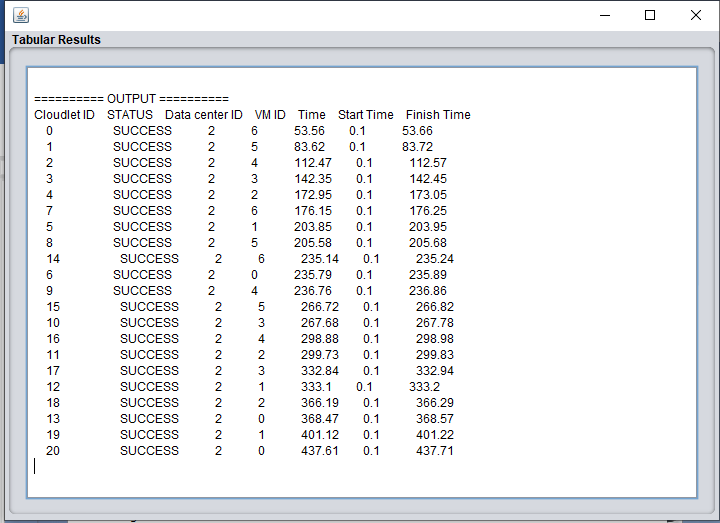 Tabular Results
========== OUTPUT ==========
Cloudlet ID STATUS Data center ID VM ID Time Start Time Finish Time
0 SUCCESS 2 6 53.56 0.1 53.66
1 SUCCESS 2 5 83.62 0.1 83.72
2 SUCCESS 2 4 112.47 0.1 112.57
3 SUCCESS 2 3 142.35 0.1 142.45
4 SUCCESS 2 2 172.95 0.1 173.05
7 SUCCESS 2 6 176.15 0.1 176.25
5 SUCCESS 2 1 203.85 0.1 203.95
8 SUCCESS 2 5 205.58 0.1 205.68
14 SUCCESS 2 6 235.14 0.1 235.24
6 SUCCESS 2 0 235.79 0.1 235.89
9 SUCCESS 2 4 236.76 0.1 236.86
15 SUCCESS 2 5 266.72 0.1 266.82
10 SUCCESS 2 3 267.68 0.1 267.78
16 SUCCESS 2 4 298.88 0.1 298.98
11 SUCCESS 2 2 299.73 0.1 299.83
17 SUCCESS 2 3 332.84 0.1 332.94
12 SUCCESS 2 1 333.1 0.1 333.2
18 SUCCESS 2 2 366.19 0.1 366.29
13 SUCCESS 2 0 368.47 0.1 368.57
19 SUCCESS 2 1 401.12 0.1 401.22
20 SUCCESS 2 0 437.61 0.1 437.71